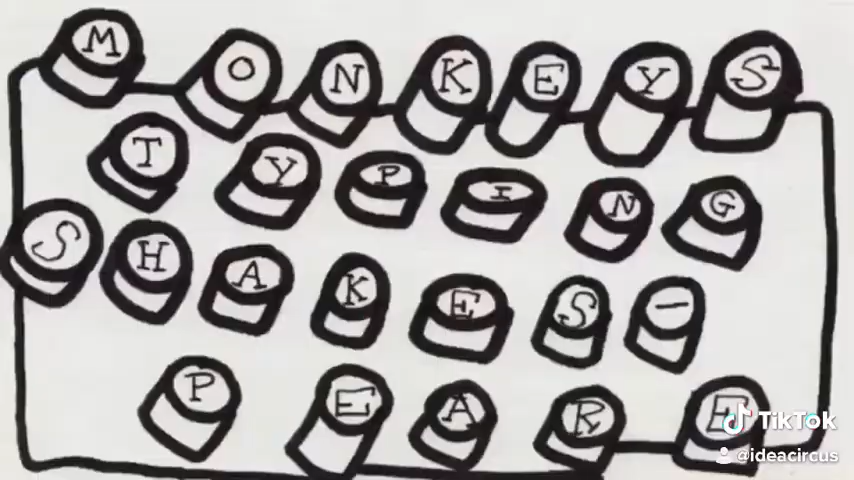 MONKEYS
TYPING
SHAKES-
PEARE
TikTok
@ideacircus